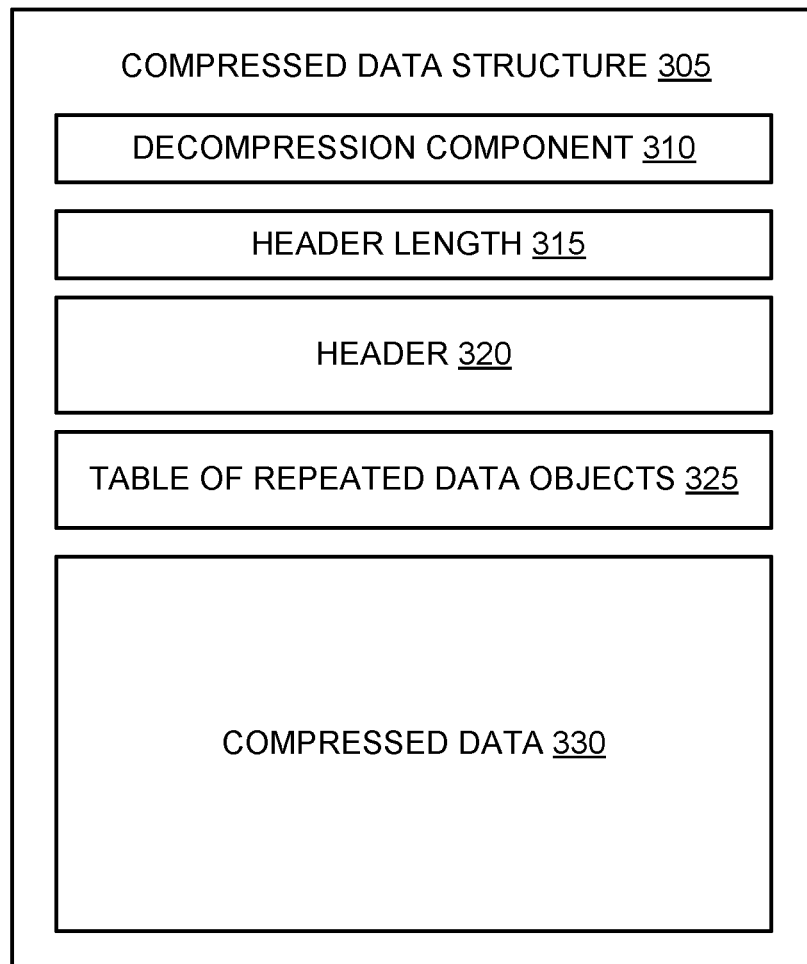 COMPRESSED DATA STRUCTURE 305
DECOMPRESSION COMPONENT 310
HEADER LENGTH 315
HEADER 320
TABLE OF REPEATED DATA OBJECTS 325
COMPRESSED DATA 330